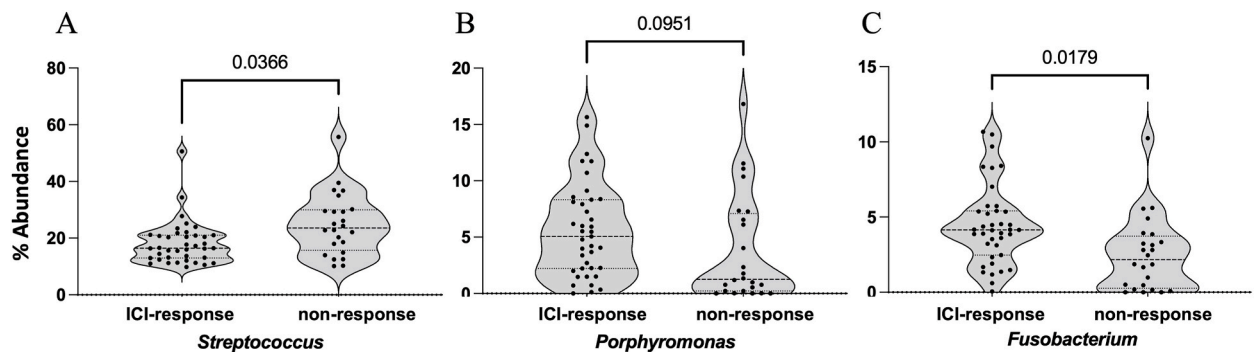 A
0.0366
% Abundance
80
60
40
20
0
ICI-response
non-response
Streptococcus
B
0.0951
20
15
10
5
0
ICI-response
non-response
Porphyromonas
C
0.0179
15
10
5
0
ICI-response
non-response
Fusobacterium